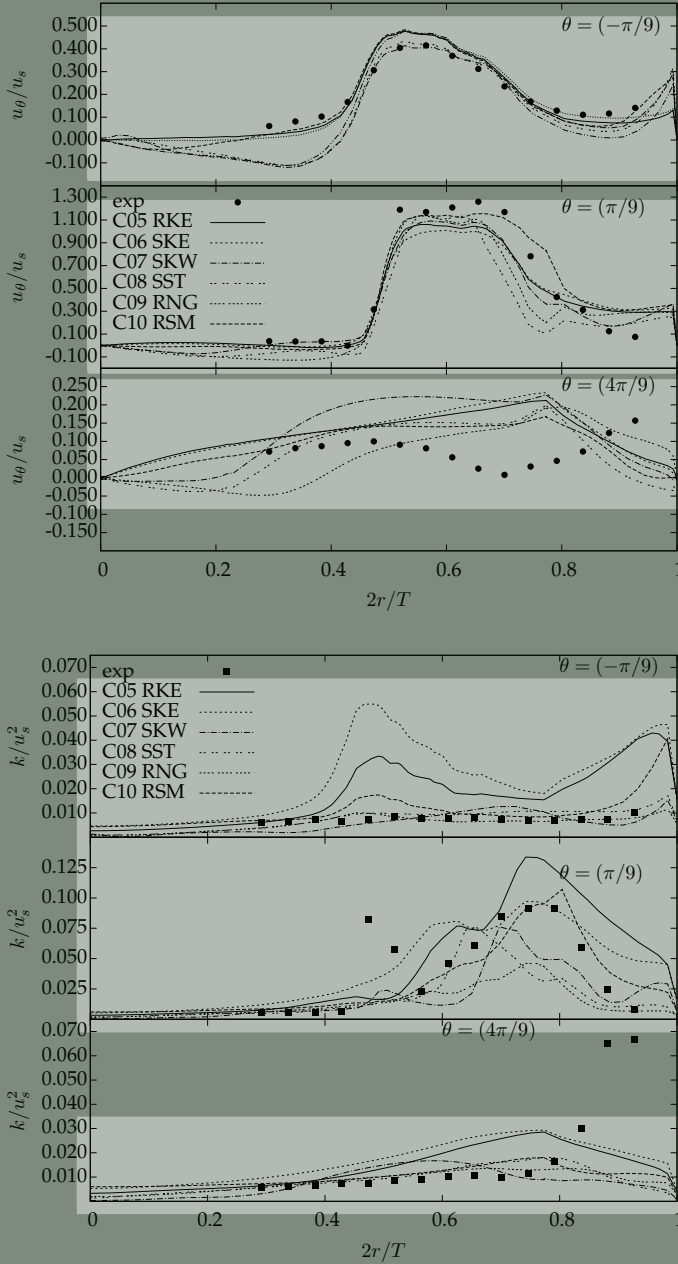 0.500
0.400
0.300
0.200
0.100
0.000
-0.100
u_θ/u_s
θ = (−π/9)
1.300
1.100
0.900
0.700
0.500
0.300
0.100
-0.100
u_θ/u_s
θ = (π/9)
exp
C05 RKE
C06 SKE
C07 SKW
C08 SST
C09 RNG
C10 RSM
0.250
0.200
0.150
0.100
0.050
0.000
-0.050
-0.100
-0.150
u_θ/u_s
θ = (4π/9)
0
0.2
0.4
0.6
0.8
1
2r/T
0.070
0.060
0.050
0.040
0.030
0.020
0.010
k/u_s^2
θ = (−π/9)
exp
C05 RKE
C06 SKE
C07 SKW
C08 SST
C09 RNG
C10 RSM
0.125
0.100
0.075
0.050
0.025
k/u_s^2
θ = (π/9)
0.070
0.060
0.050
0.040
0.030
0.020
0.010
k/u_s^2
θ = (4π/9)
0
0.2
0.4
0.6
0.8
1
2r/T